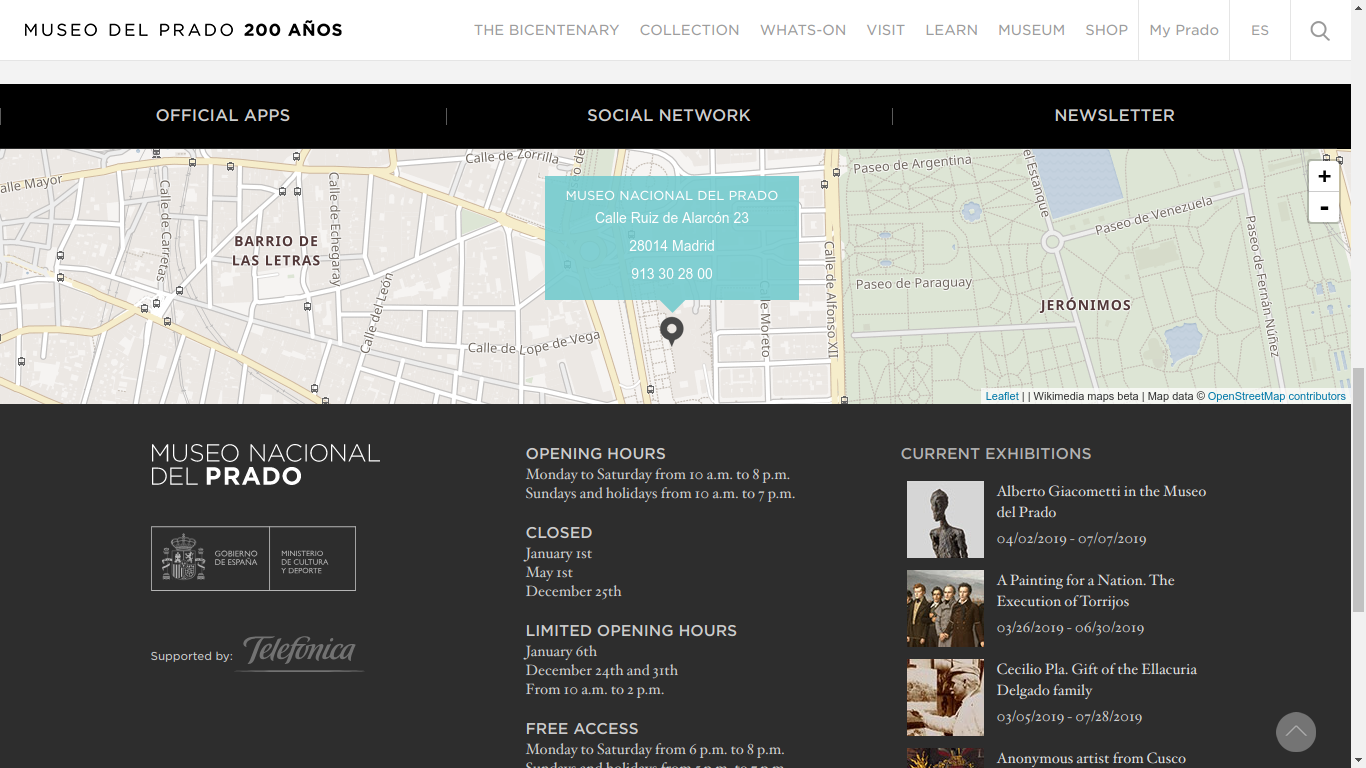 MUSEO DEL PRADO 200 AÑOS
THE BICENTENARY
COLLECTION
WHATS-ON
VISIT
LEARN
MUSEUM
SHOP
My Prado
ES
OFFICIAL APPS
SOCIAL NETWORK
NEWSLETTER
Calle de Zorrilla
Calle de Carreras
Calle de Echegaray
BARRIO DE
LAS LETRAS
Calle del León
Calle de Lope de Vega
MUSEO NACIONAL DEL PRADO
Calle Ruiz de Alarcón 23
28014 Madrid
913 30 28 00
Calle Moreto
Calle de Alfonso XII
Paseo de Argentina
el Estanque
Paseo de Venezuela
Paseo de Paraguay
JERÓNIMOS
Paseo de Fernán Núñez
+
-
Leaflet | | Wikimedia maps beta | Map data © OpenStreetMap contributors
MUSEO NACIONAL
DEL PRADO
GOBIERNO
DE ESPAÑA
MINISTERIO
DE CULTURA
Y DEPORTE
Supported by: Telefónica
OPENING HOURS
Monday to Saturday from 10 a.m. to 8 p.m.
Sundays and holidays from 10 a.m. to 7 p.m.
CLOSED
January 1st
May 1st
December 25th
LIMITED OPENING HOURS
January 6th
December 24th and 31th
From 10 a.m. to 2 p.m.
FREE ACCESS
Monday to Saturday from 6 p.m. to 8 p.m.
Sundays and holidays from 5 p.m. to 7 p.m.
CURRENT EXHIBITIONS
Alberto Giacometti in the Museo
del Prado
04/02/2019 - 07/07/2019
A Painting for a Nation. The
Execution of Torrijos
03/26/2019 - 06/30/2019
Cecilio Pla. Gift of the Ellacuria
Delgado family
03/05/2019 - 07/28/2019
Anonymous artist from Cusco